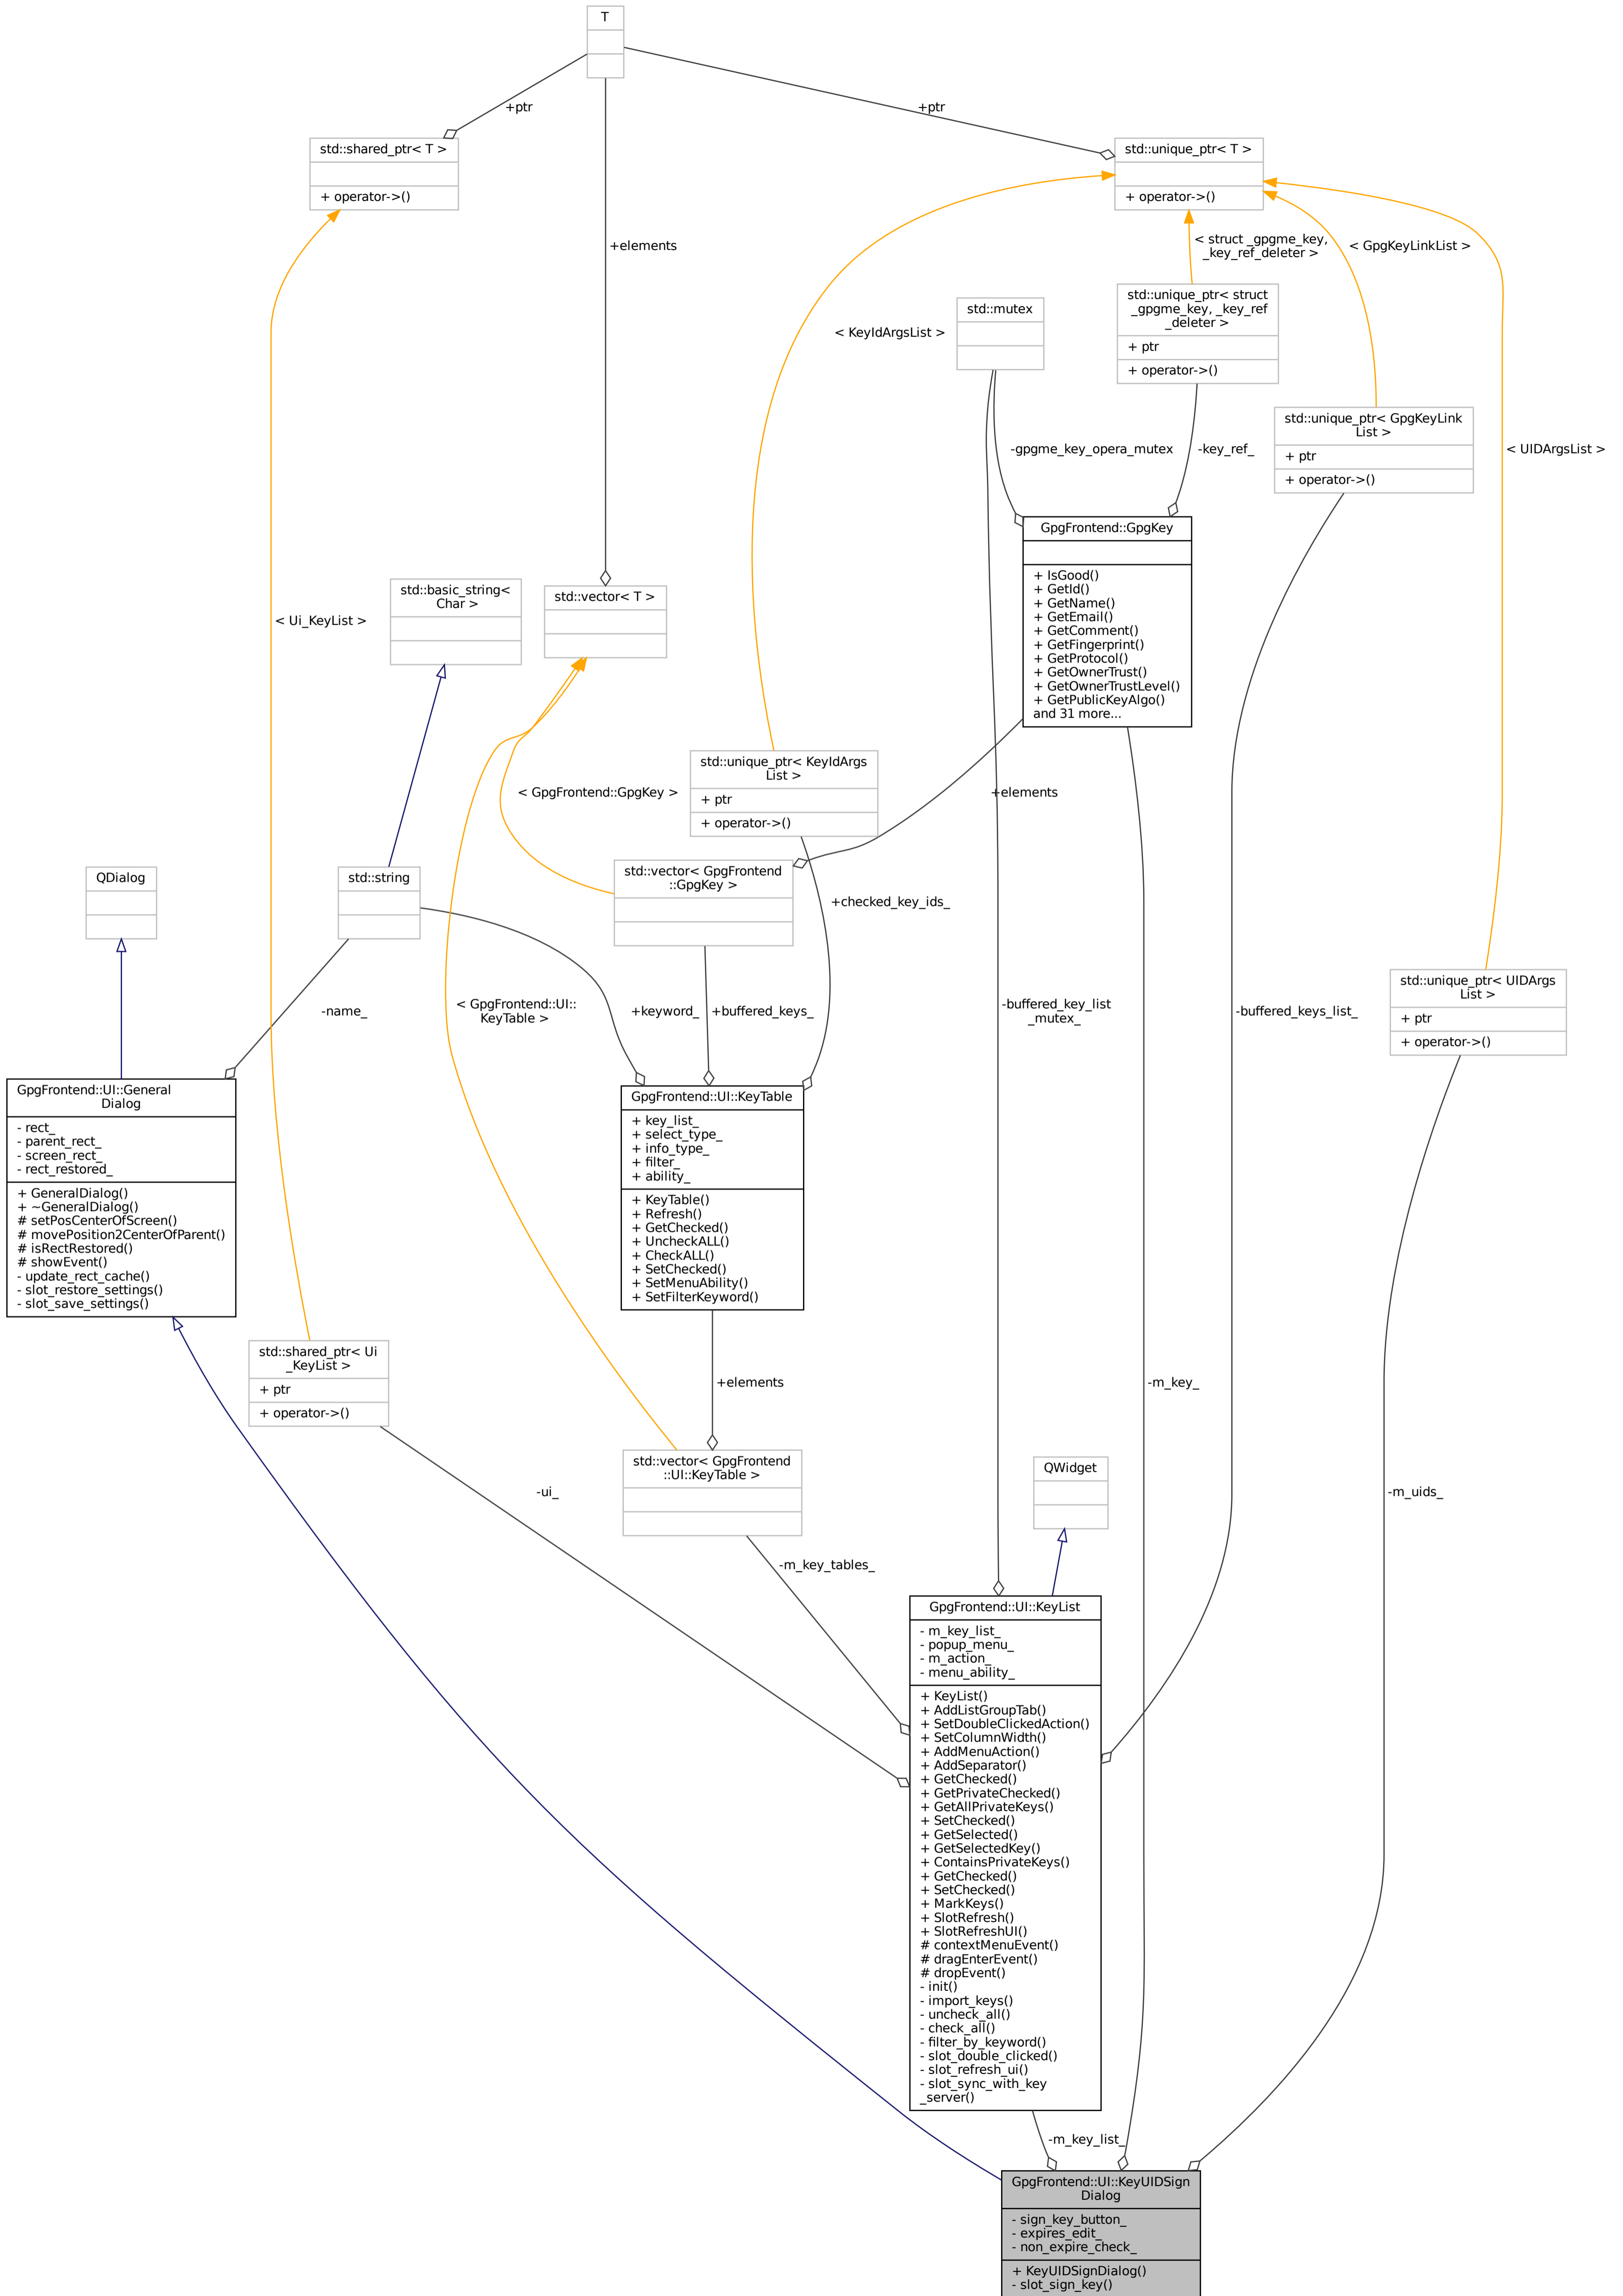 T
+ptr
+ptr
std::shared_ptr< T >
+ operator->()
std::unique_ptr< T >
+ operator->()
+elements
< struct _gpgme_key,
_key_ref_deleter >
< GpgKeyLinkList >
std::mutex
std::unique_ptr< struct
_gpgme_key, _key_ref
_deleter >
+ ptr
+ operator->()
< KeyIdArgsList >
std::unique_ptr< GpgKeyLink
List >
+ ptr
+ operator->()
-gpgme_key_opera_mutex
-key_ref_
< UIDArgsList >
GpgFrontend::GpgKey
+ IsGood()
+ GetId()
+ GetName()
+ GetEmail()
+ GetComment()
+ GetFingerprint()
+ GetProtocol()
+ GetOwnerTrust()
+ GetOwnerTrustLevel()
+ GetPublicKeyAlgo()
and 31 more...
std::basic_string<
Char >
std::vector< T >
< Ui_KeyList >
std::unique_ptr< KeyIdArgs
List >
+ ptr
+ operator->()
< GpgFrontend::GpgKey >
+elements
QDialog
std::string
std::vector< GpgFrontend
::GpgKey >
+checked_key_ids_
-name_
< GpgFrontend::UI::
KeyTable >
+keyword_
+buffered_keys_
-buffered_key_list
_mutex_
-buffered_keys_list_
std::unique_ptr< UIDArgs
List >
+ ptr
+ operator->()
GpgFrontend::UI::General
Dialog
- rect_
- parent_rect_
- screen_rect_
- rect_restored_
+ GeneralDialog()
+ ~GeneralDialog()
# setPosCenterOfScreen()
# movePosition2CenterOfParent()
# isRectRestored()
# showEvent()
- update_rect_cache()
- slot_restore_settings()
- slot_save_settings()
GpgFrontend::UI::KeyTable
+ key_list_
+ select_type_
+ info_type_
+ filter_
+ ability_
+ KeyTable()
+ Refresh()
+ GetChecked()
+ UncheckALL()
+ CheckALL()
+ SetChecked()
+ SetMenuAbility()
+ SetFilterKeyword()
std::shared_ptr< Ui
_KeyList >
+ ptr
+ operator->()
+elements
-m_key_
std::vector< GpgFrontend
::UI::KeyTable >
QWidget
-ui_
-m_uids_
-m_key_tables_
GpgFrontend::UI::KeyList
- m_key_list_
- popup_menu_
- m_action_
- menu_ability_
+ KeyList()
+ AddListGroupTab()
+ SetDoubleClickedAction()
+ SetColumnWidth()
+ AddMenuAction()
+ AddSeparator()
+ GetChecked()
+ GetPrivateChecked()
+ GetAllPrivateKeys()
+ SetChecked()
+ GetSelected()
+ GetSelectedKey()
+ ContainsPrivateKeys()
+ GetChecked()
+ SetChecked()
+ MarkKeys()
+ SlotRefresh()
+ SlotRefreshUI()
# contextMenuEvent()
# dragEnterEvent()
# dropEvent()
- init()
- import_keys()
- uncheck_all()
- check_all()
- filter_by_keyword()
- slot_double_clicked()
- slot_refresh_ui()
- slot_sync_with_key
_server()
-m_key_list_
GpgFrontend::UI::KeyUIDSign
Dialog
- sign_key_button_
- expires_edit_
- non_expire_check_
+ KeyUIDSignDialog()
- slot_sign_key()